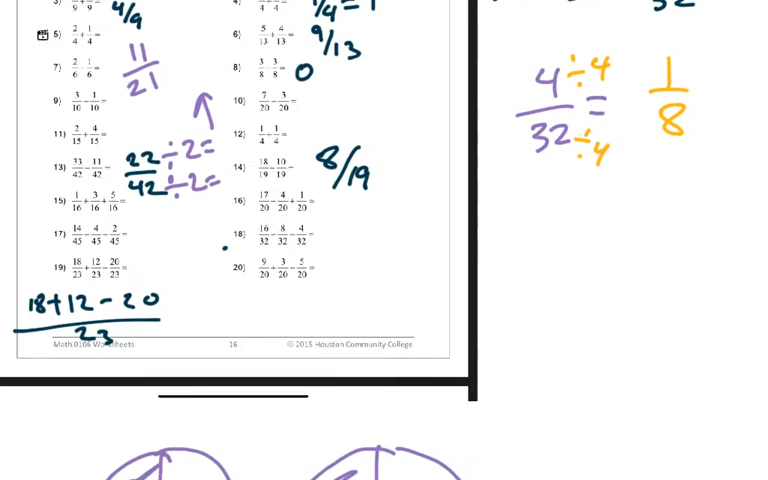 4/9
5) 2/4 + 1/4 =
6) 5/13 + 4/13 = 9/13
7) 2/6 - 1/6 =
11/21
8) 3/8 - 3/8 = 0
9) 3/10 - 1/10 =
10) 7/20 - 3/20 =
11) 2/15 + 4/15 =
12) 1/4 + 1/4 =
13) 33/42 - 11/42 = 22/42 ÷2= ÷2=
14) 18/19 - 10/19 = 8/19
15) 1/16 + 3/16 + 5/16 =
16) 17/20 - 4/20 + 1/20 =
17) 14/45 - 4/45 - 2/45 =
18) 16/32 - 8/32 - 4/32 =
19) 18/23 + 12/23 - 20/23 =
20) 9/20 + 3/20 - 5/20 =
18+12-20
23
Math 0106 Worksheets 16 © 2015 Houston Community College
4 ÷4 1
=
32 ÷4 8